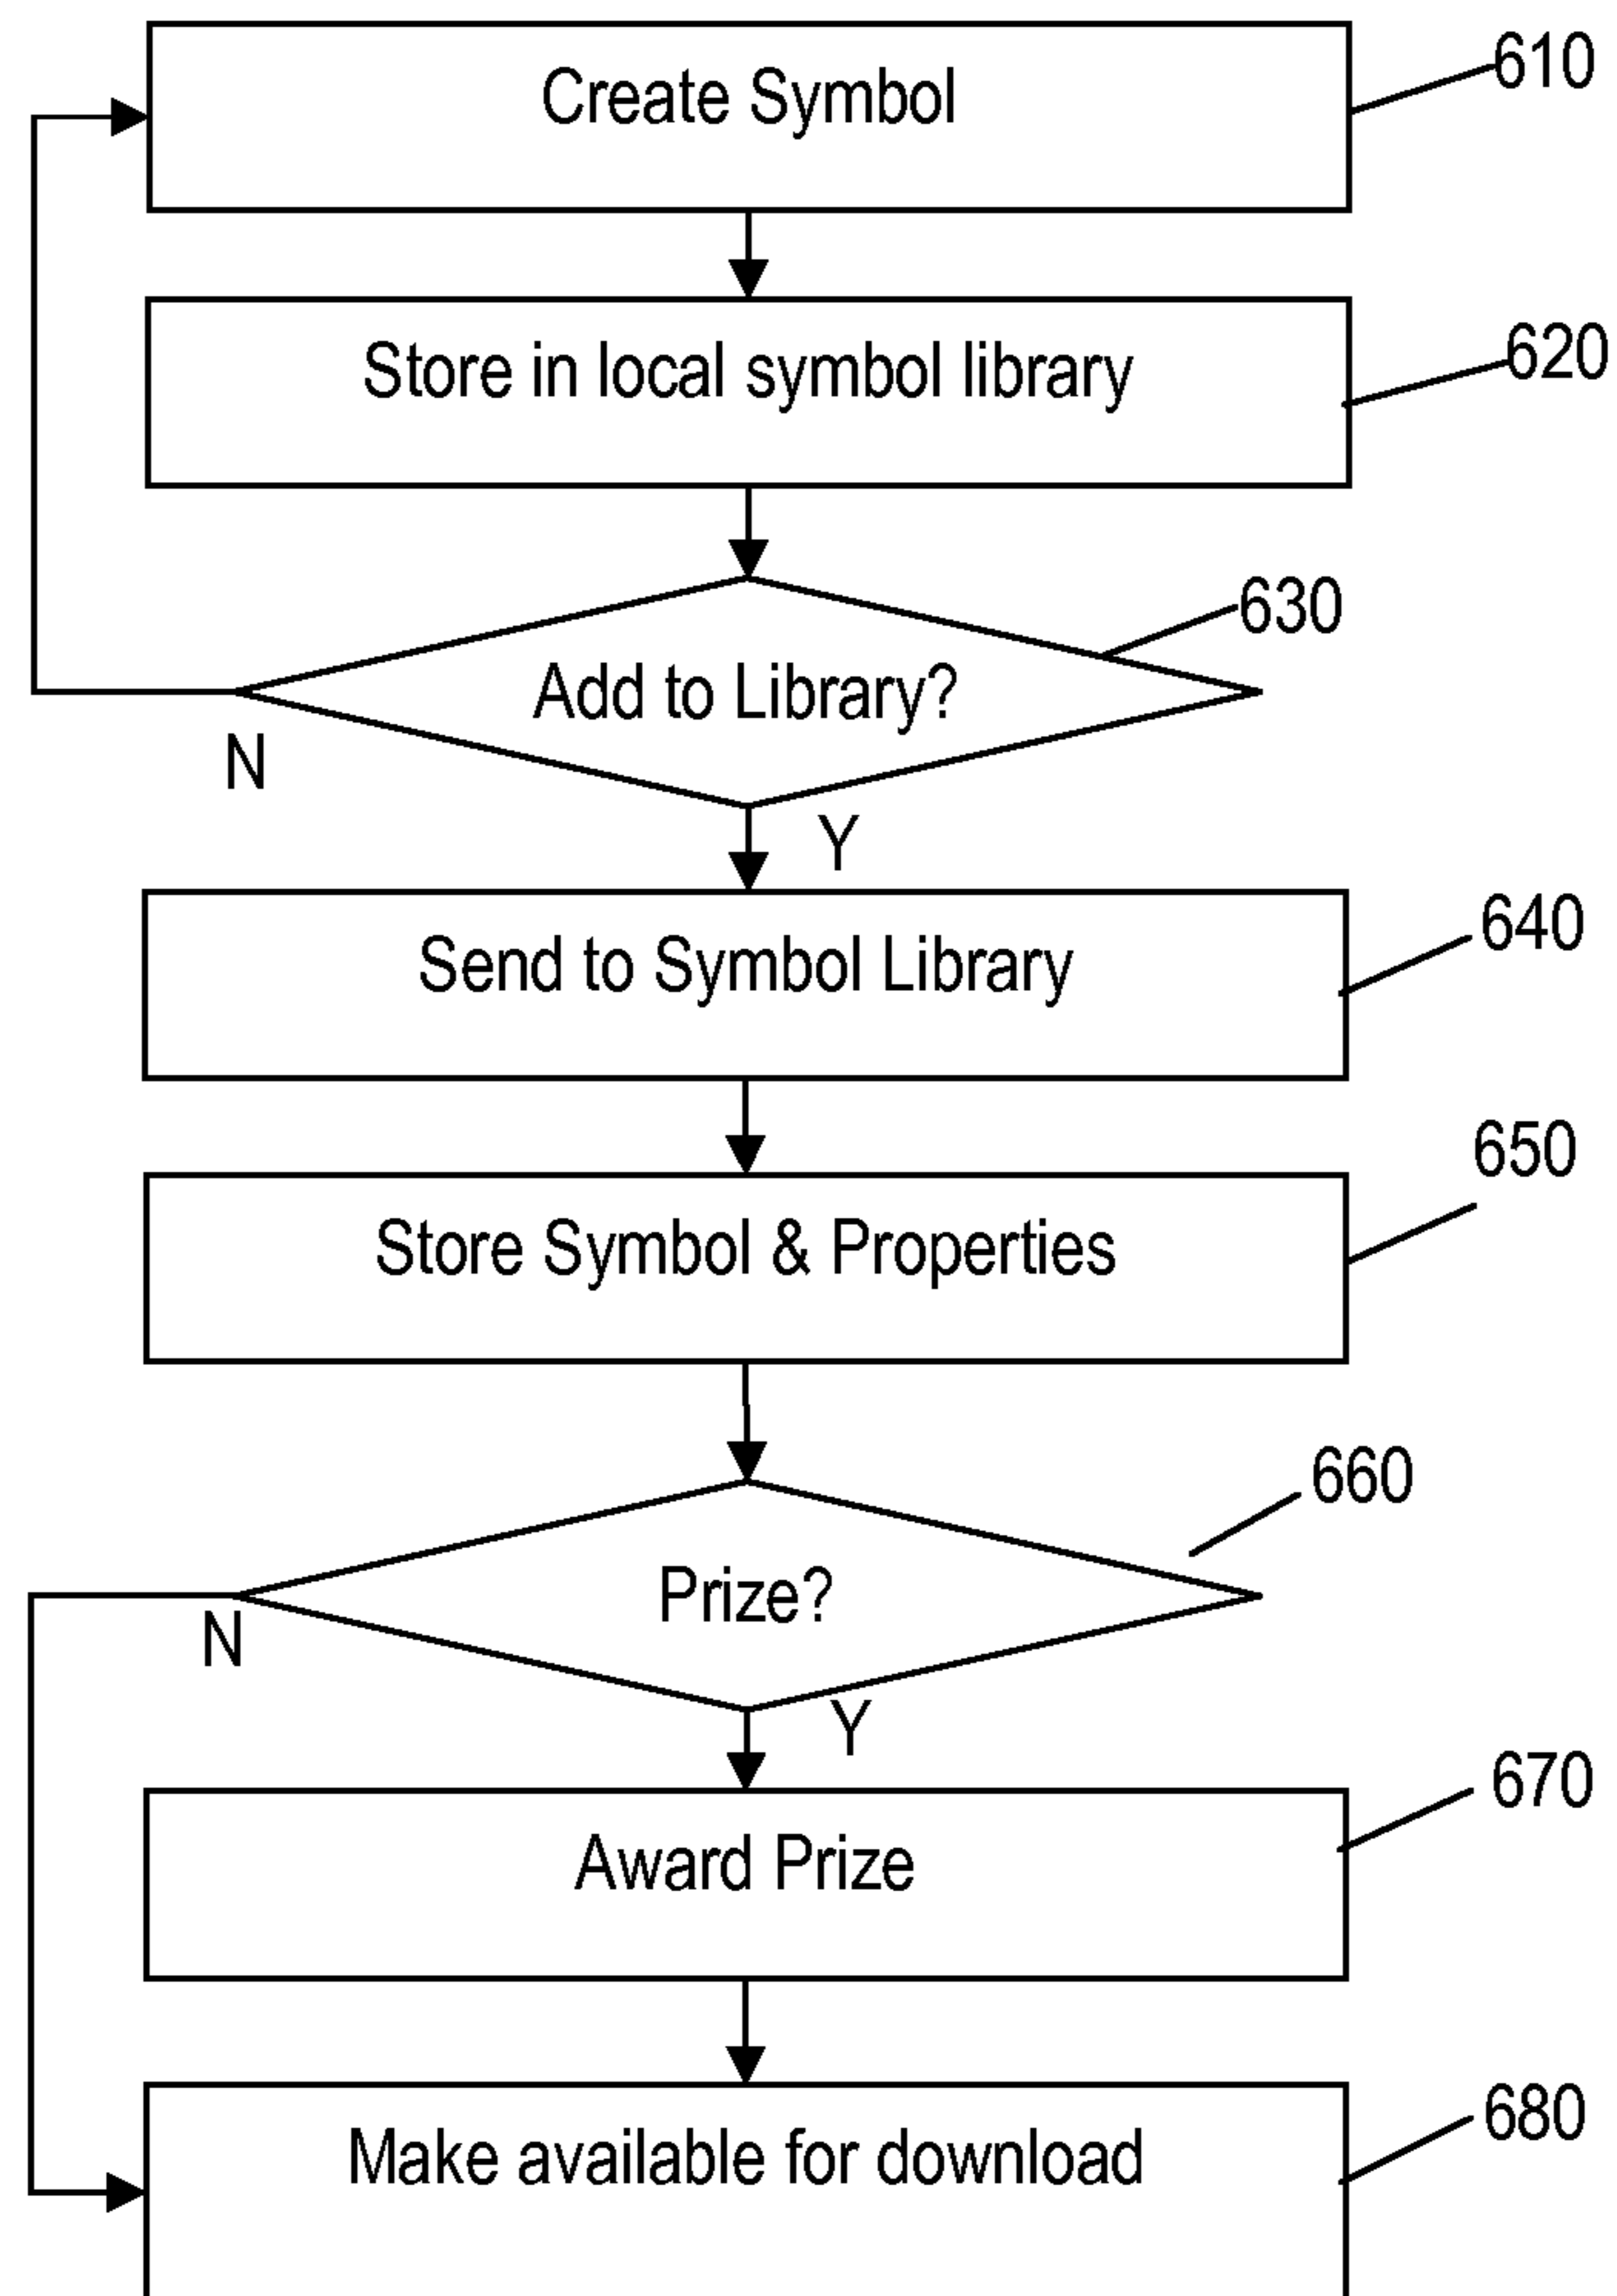 Create Symbol
610
Store in local symbol library
620
630
Add to Library?
N
Y
Send to Symbol Library
640
650
Store Symbol & Properties
660
Prize?
N
Y
670
Award Prize
680
Make available for download